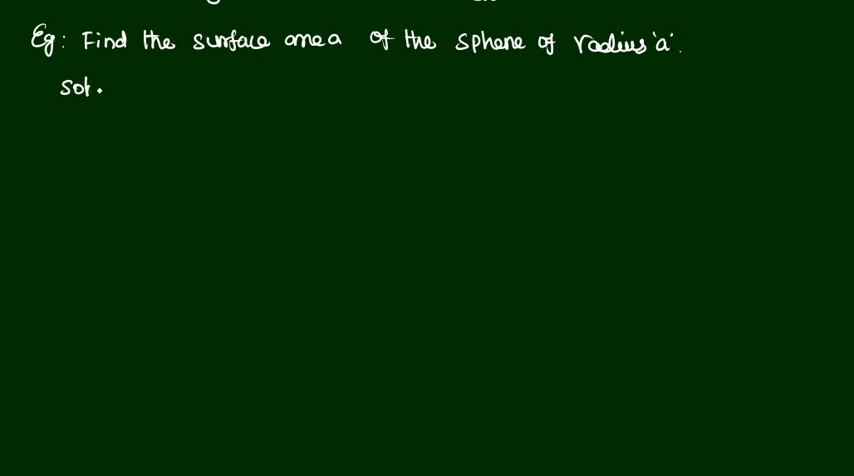 Eg: Find the surface area of the sphere of radius 'a'.
sol.